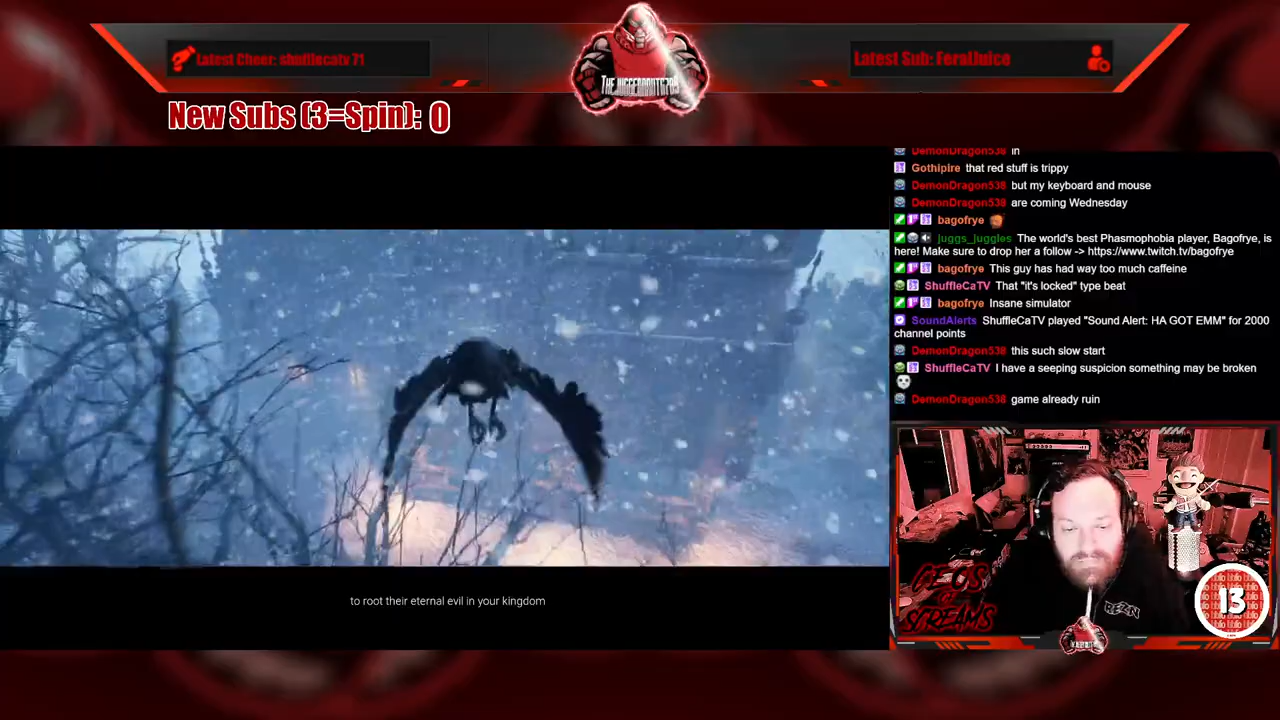 Latest Cheer: shufflecatv 71
THEJUGGERNAUT6789
Latest Sub: FeralJuice
New Subs (3=Spin): 0
DemonDragon538 in
Gothipire that red stuff is trippy
DemonDragon538 but my keyboard and mouse
DemonDragon538 are coming Wednesday
bagofrye
juggs_juggles The world's best Phasmophobia player, Bagofrye, is
here! Make sure to drop her a follow -> https://www.twitch.tv/bagofrye
bagofrye This guy has had way too much caffeine
ShuffleCaTV That "it's locked" type beat
bagofrye Insane simulator
SoundAlerts ShuffleCaTV played "Sound Alert: HA GOT EMM" for 2000
channel points
DemonDragon538 this such slow start
ShuffleCaTV I have a seeping suspicion something may be broken
DemonDragon538 game already ruin
to root their eternal evil in your kingdom
SCREAMS
13